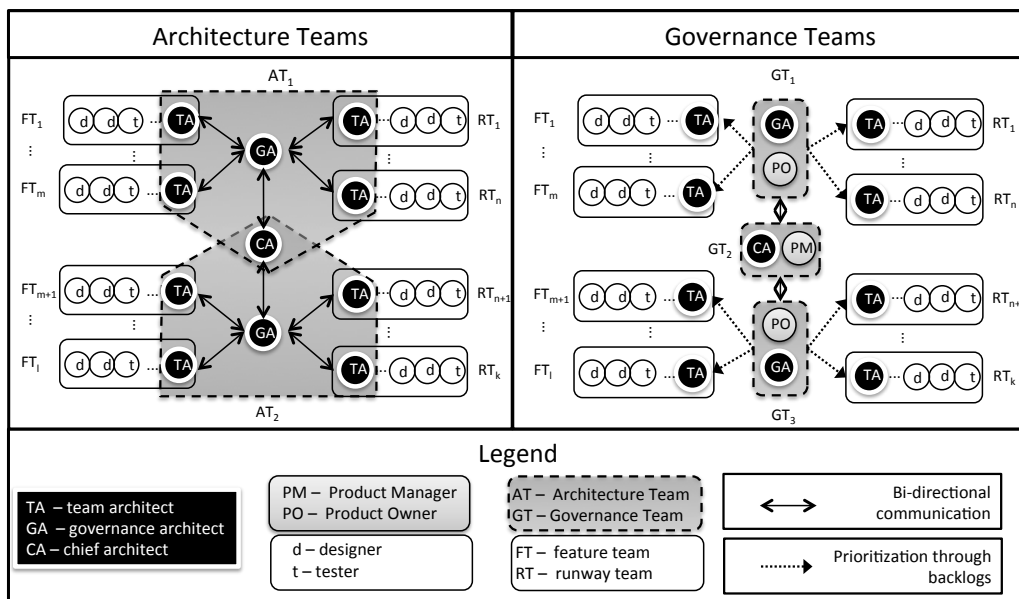 Architecture Teams
AT1
FT1 d d t ... TA TA ... d d t RT1
⋮ ⋮ GA ⋮ ⋮
FTm d d t ... TA TA ... d d t RTn
CA
FTm+1 d d t ... TA TA ... d d t RTn+1
⋮ ⋮ GA ⋮ ⋮
FTl d d t ... TA TA ... d d t RTk
AT2
Governance Teams
GT1
FT1 d d t ... TA GA TA ... d d t RT1
⋮ ⋮ PO ⋮ ⋮
FTm d d t ... TA TA ... d d t RTn
GT2 CA PM
FTm+1 d d t ... TA PO TA ... d d t RTn+
⋮ ⋮ ⋮ ⋮
FTl d d t ... TA GA TA ... d d t RTk
GT3
Legend
TA – team architect
GA – governance architect
CA – chief architect
PM – Product Manager
PO – Product Owner
d – designer
t – tester
AT – Architecture Team
GT – Governance Team
FT – feature team
RT – runway team
Bi-directional
communication
Prioritization through
backlogs